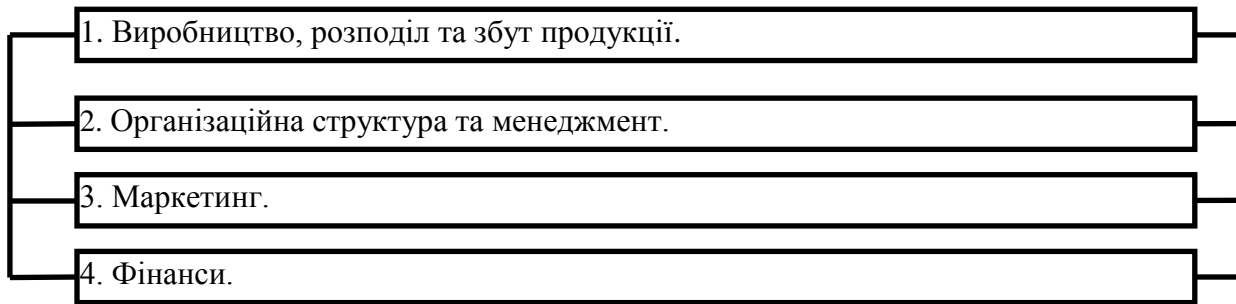 1. Виробництво, розподіл та збут продукції.
2. Організаційна структура та менеджмент.
3. Маркетинг.
4. Фінанси.